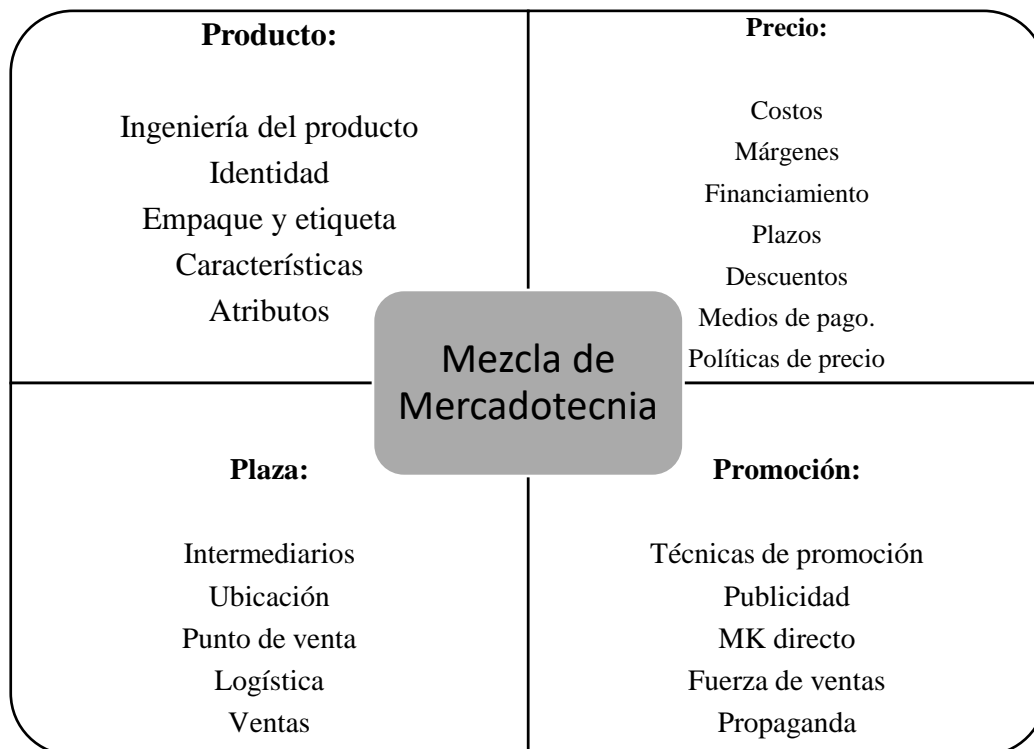 Producto:
Ingeniería del producto
Identidad
Empaque y etiqueta
Características
Atributos
Precio:
Costos
Márgenes
Financiamiento
Plazos
Descuentos
Medios de pago.
Políticas de precio
Mezcla de
Mercadotecnia
Plaza:
Intermediarios
Ubicación
Punto de venta
Logística
Ventas
Promoción:
Técnicas de promoción
Publicidad
MK directo
Fuerza de ventas
Propaganda